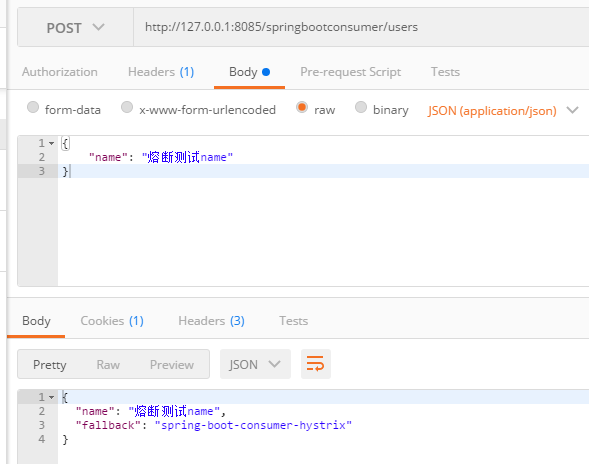 POST http://127.0.0.1:8085/springbootconsumer/users
Authorization Headers (1) Body Pre-request Script Tests
form-data x-www-form-urlencoded raw binary JSON (application/json)
1 {
2 "name": "熔断测试name"
3 }
Body Cookies (1) Headers (3) Tests
Pretty Raw Preview JSON
1 {
2 "name": "熔断测试name",
3 "fallback": "spring-boot-consumer-hystrix"
4 }